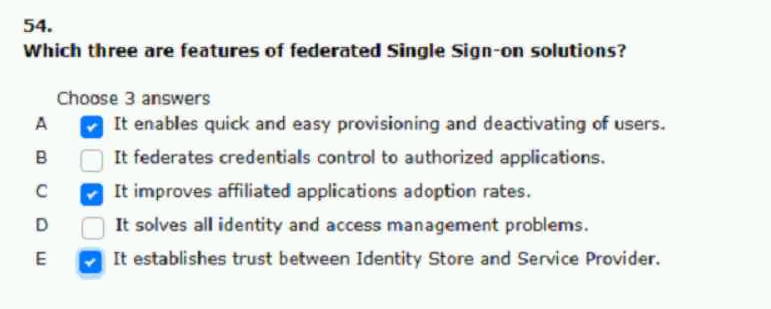 54.
Which three are features of federated Single Sign-on solutions?
Choose 3 answers
A It enables quick and easy provisioning and deactivating of users.
B It federates credentials control to authorized applications.
C It improves affiliated applications adoption rates.
D It solves all identity and access management problems.
E It establishes trust between Identity Store and Service Provider.